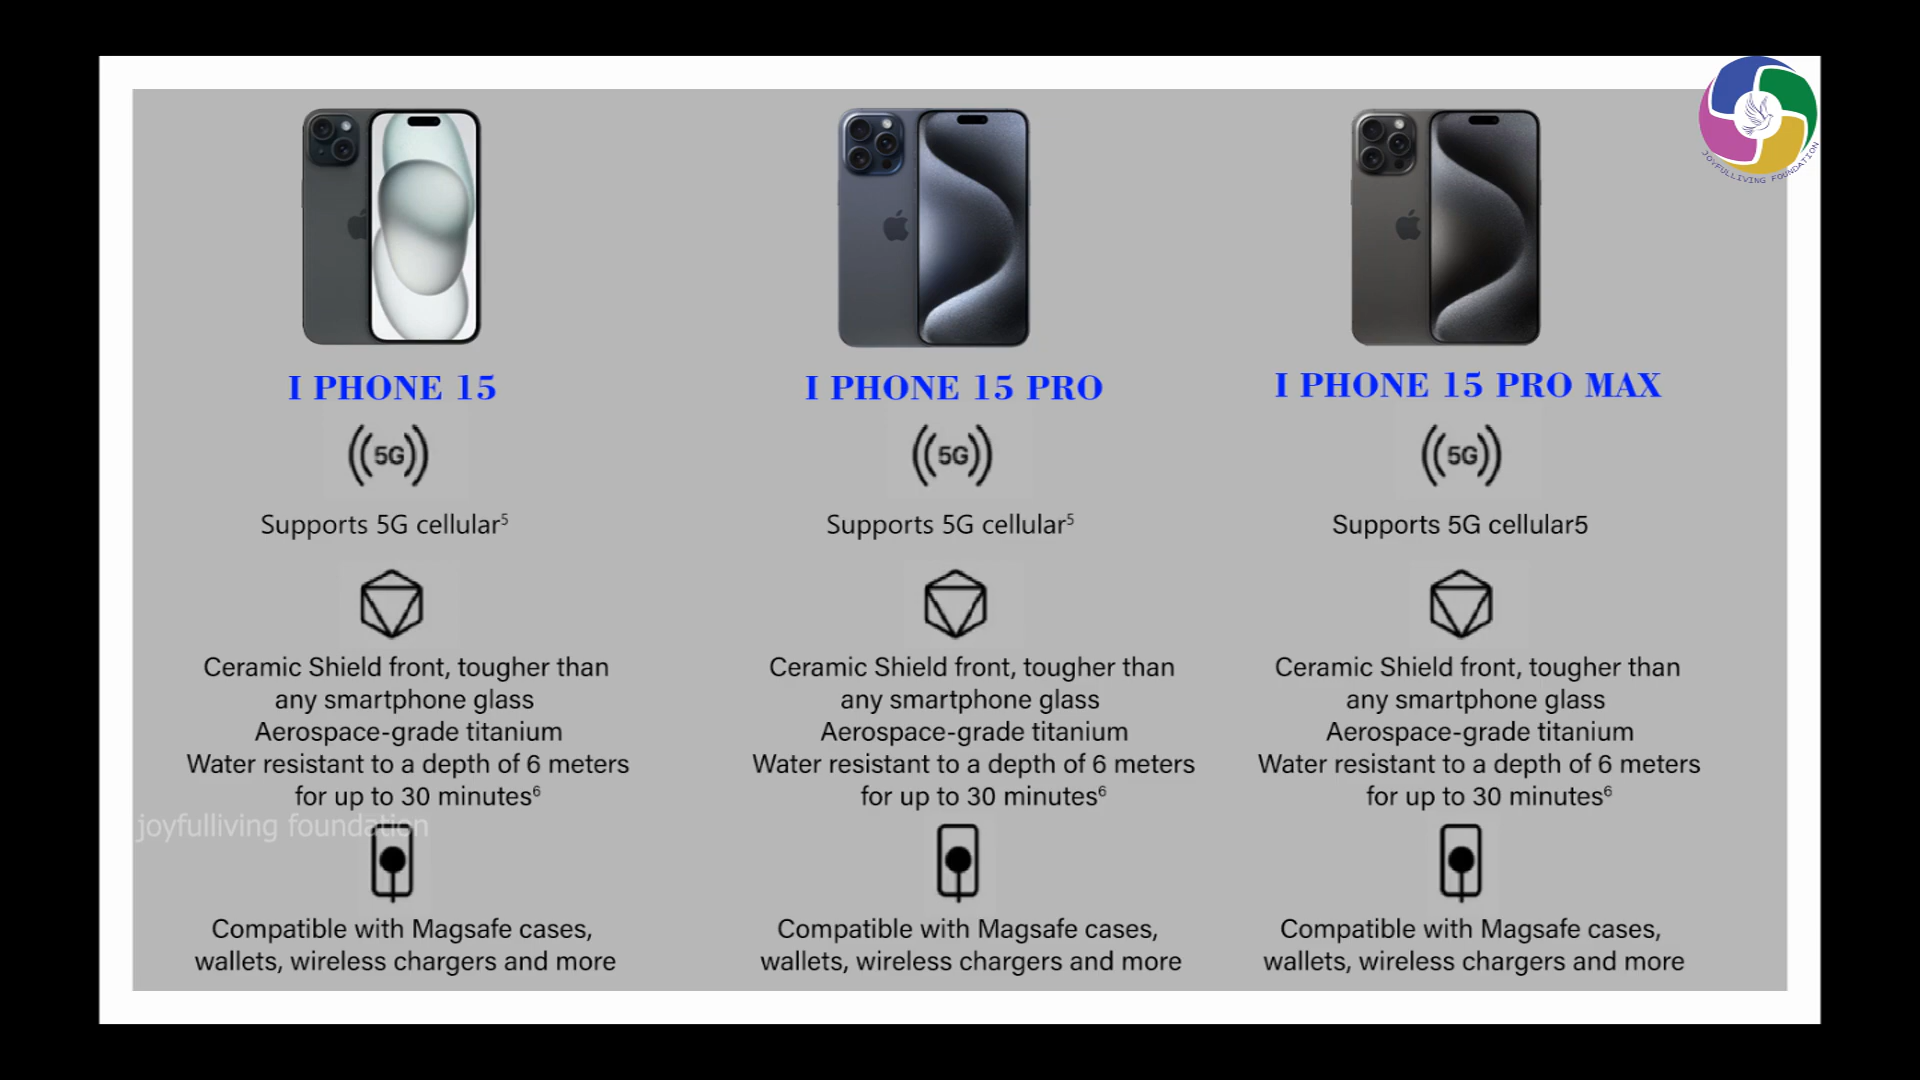 JOYFULLIVING FOUNDATION
I PHONE 15
((5G))
Supports 5G cellular⁵
Ceramic Shield front, tougher than
any smartphone glass
Aerospace-grade titanium
Water resistant to a depth of 6 meters
for up to 30 minutes⁶
joyfulliving foundation
Compatible with Magsafe cases,
wallets, wireless chargers and more
I PHONE 15 PRO
((5G))
Supports 5G cellular⁵
Ceramic Shield front, tougher than
any smartphone glass
Aerospace-grade titanium
Water resistant to a depth of 6 meters
for up to 30 minutes⁶
Compatible with Magsafe cases,
wallets, wireless chargers and more
I PHONE 15 PRO MAX
((5G))
Supports 5G cellular5
Ceramic Shield front, tougher than
any smartphone glass
Aerospace-grade titanium
Water resistant to a depth of 6 meters
for up to 30 minutes⁶
Compatible with Magsafe cases,
wallets, wireless chargers and more